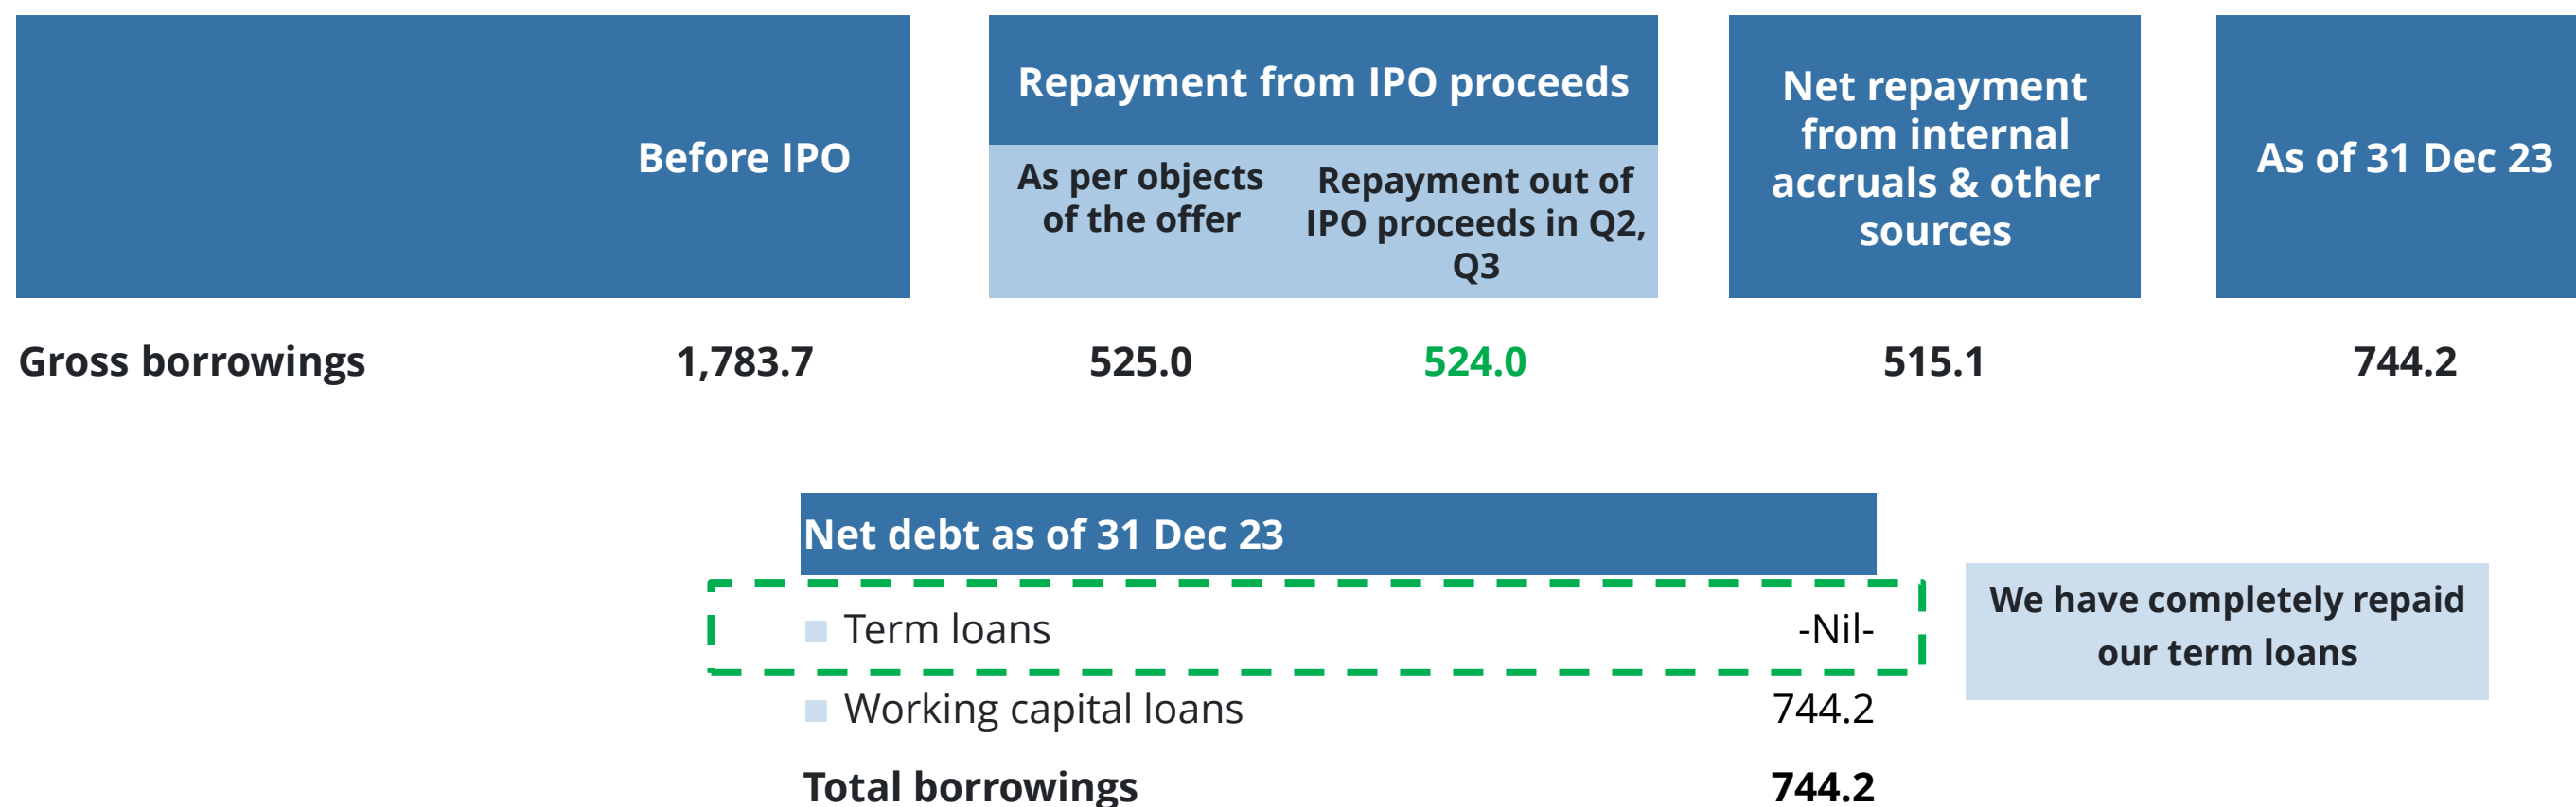 Before IPO
Repayment from IPO proceeds
As per objects
of the offer
Repayment out of
IPO proceeds in Q2,
Q3
Net repayment
from internal
accruals & other
sources
As of 31 Dec 23
Gross borrowings 1,783.7 525.0 524.0 515.1 744.2
Net debt as of 31 Dec 23
Term loans -Nil-
We have completely repaid
our term loans
Working capital loans 744.2
Total borrowings 744.2